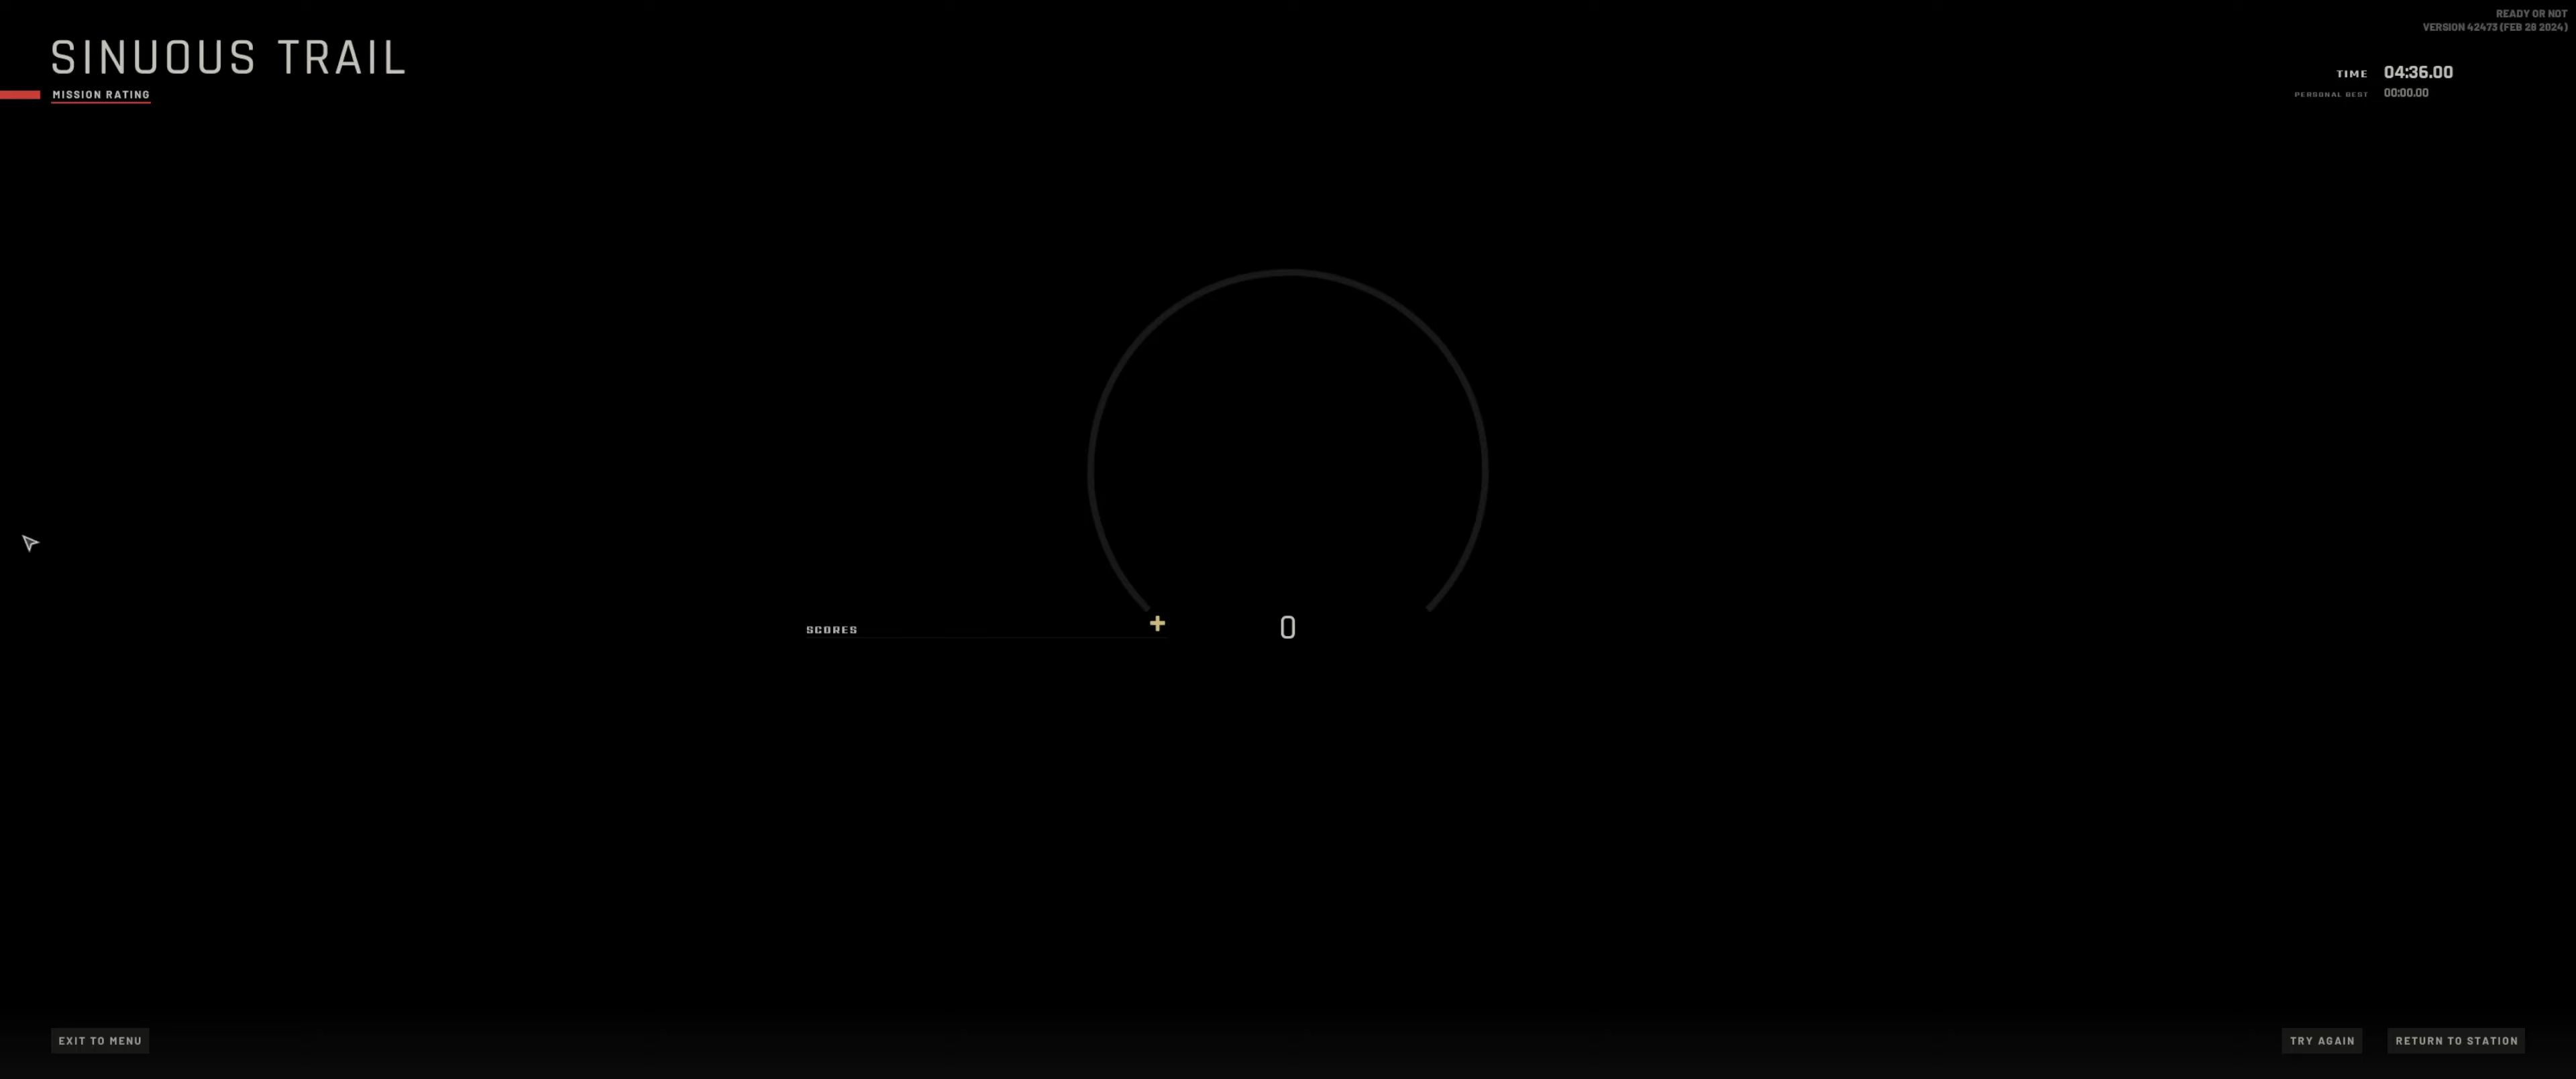 READY OR NOT
VERSION 42473 (FEB 28 2024)
SINUOUS TRAIL
MISSION RATING
TIME 04:36.00
PERSONAL BEST 00:00.00
SCORES
0
EXIT TO MENU
TRY AGAIN
RETURN TO STATION